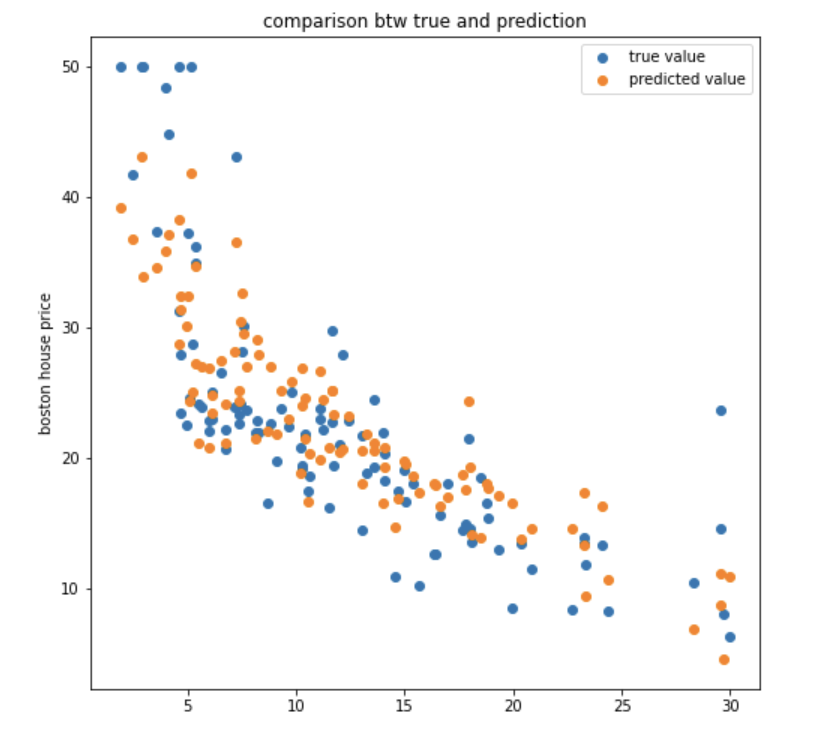 comparison btw true and prediction
true value
predicted value
50
40
30
20
10
boston house price
5 10 15 20 25 30